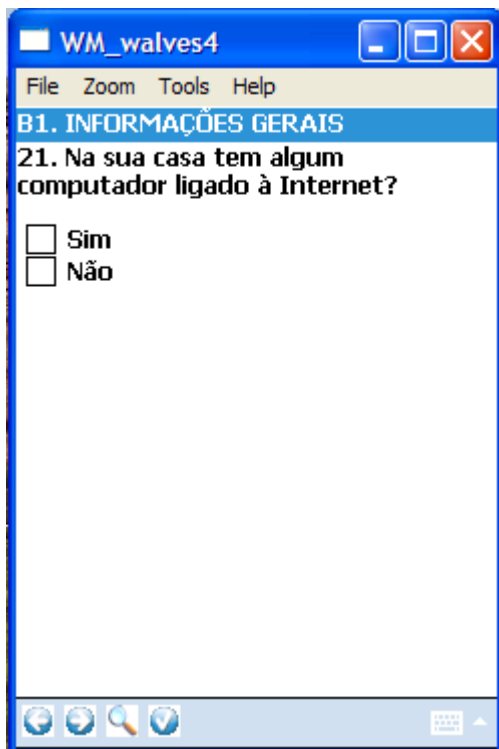 WM_walves4
File Zoom Tools Help
B1. INFORMAÇÕES GERAIS
21. Na sua casa tem algum
computador ligado à Internet?
Sim
Não